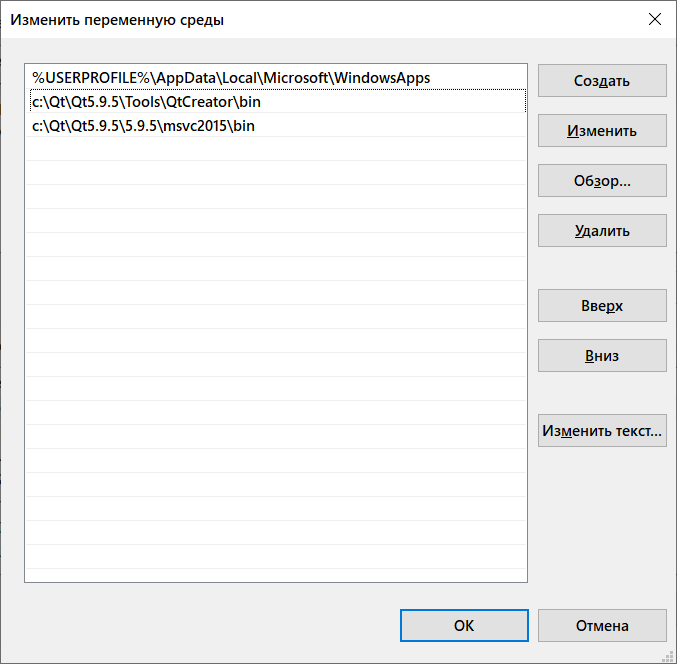 Изменить переменную среды
%USERPROFILE%\AppData\Local\Microsoft\WindowsApps
c:\Qt\Qt5.9.5\Tools\QtCreator\bin
c:\Qt\Qt5.9.5\5.9.5\msvc2015\bin
Создать
Изменить
Обзор...
Удалить
Вверх
Вниз
Изменить текст...
ОК
Отмена